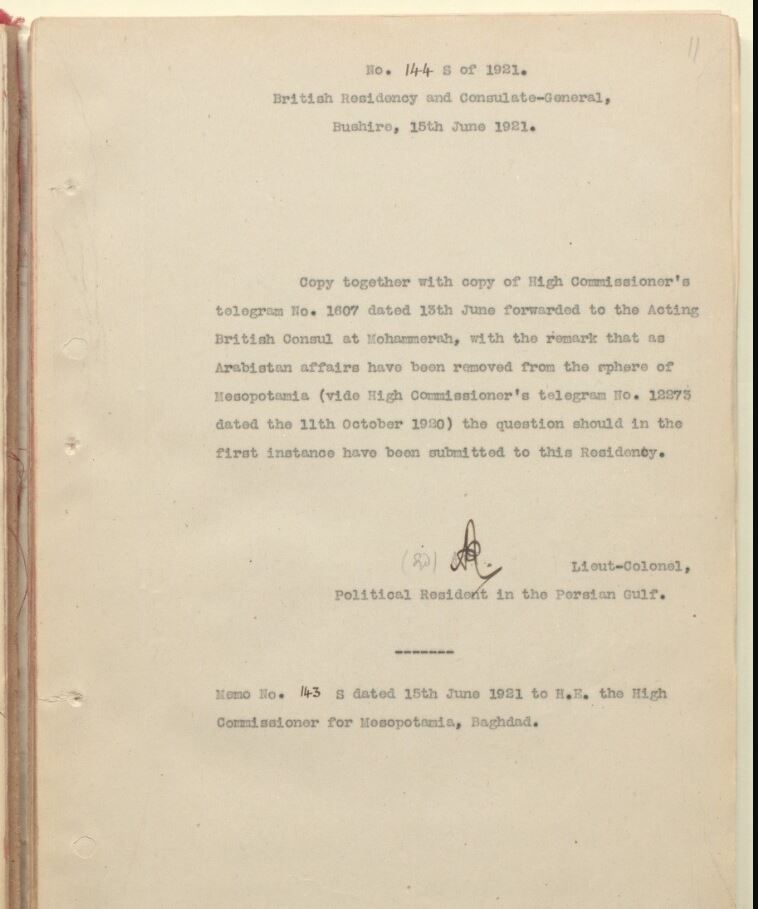 11
No. 144 S of 1921.
British Residency and Consulate-General,
Bushire, 15th June 1921.
Copy together with copy of High Commissioner's
telegram No. 1607 dated 13th June forwarded to the Acting
British Consul at Mohammerah, with the remark that as
Arabistan affairs have been removed from the sphere of
Mesopotamia (vide High Commissioner's telegram No. 12273
dated the 11th October 1920) the question should in the
first instance have been submitted to this Residency.
Lieut-Colonel,
Political Resident in the Persian Gulf.
-------
Memo No. 143 S dated 15th June 1921 to H.E. the High
Commissioner for Mesopotamia, Baghdad.